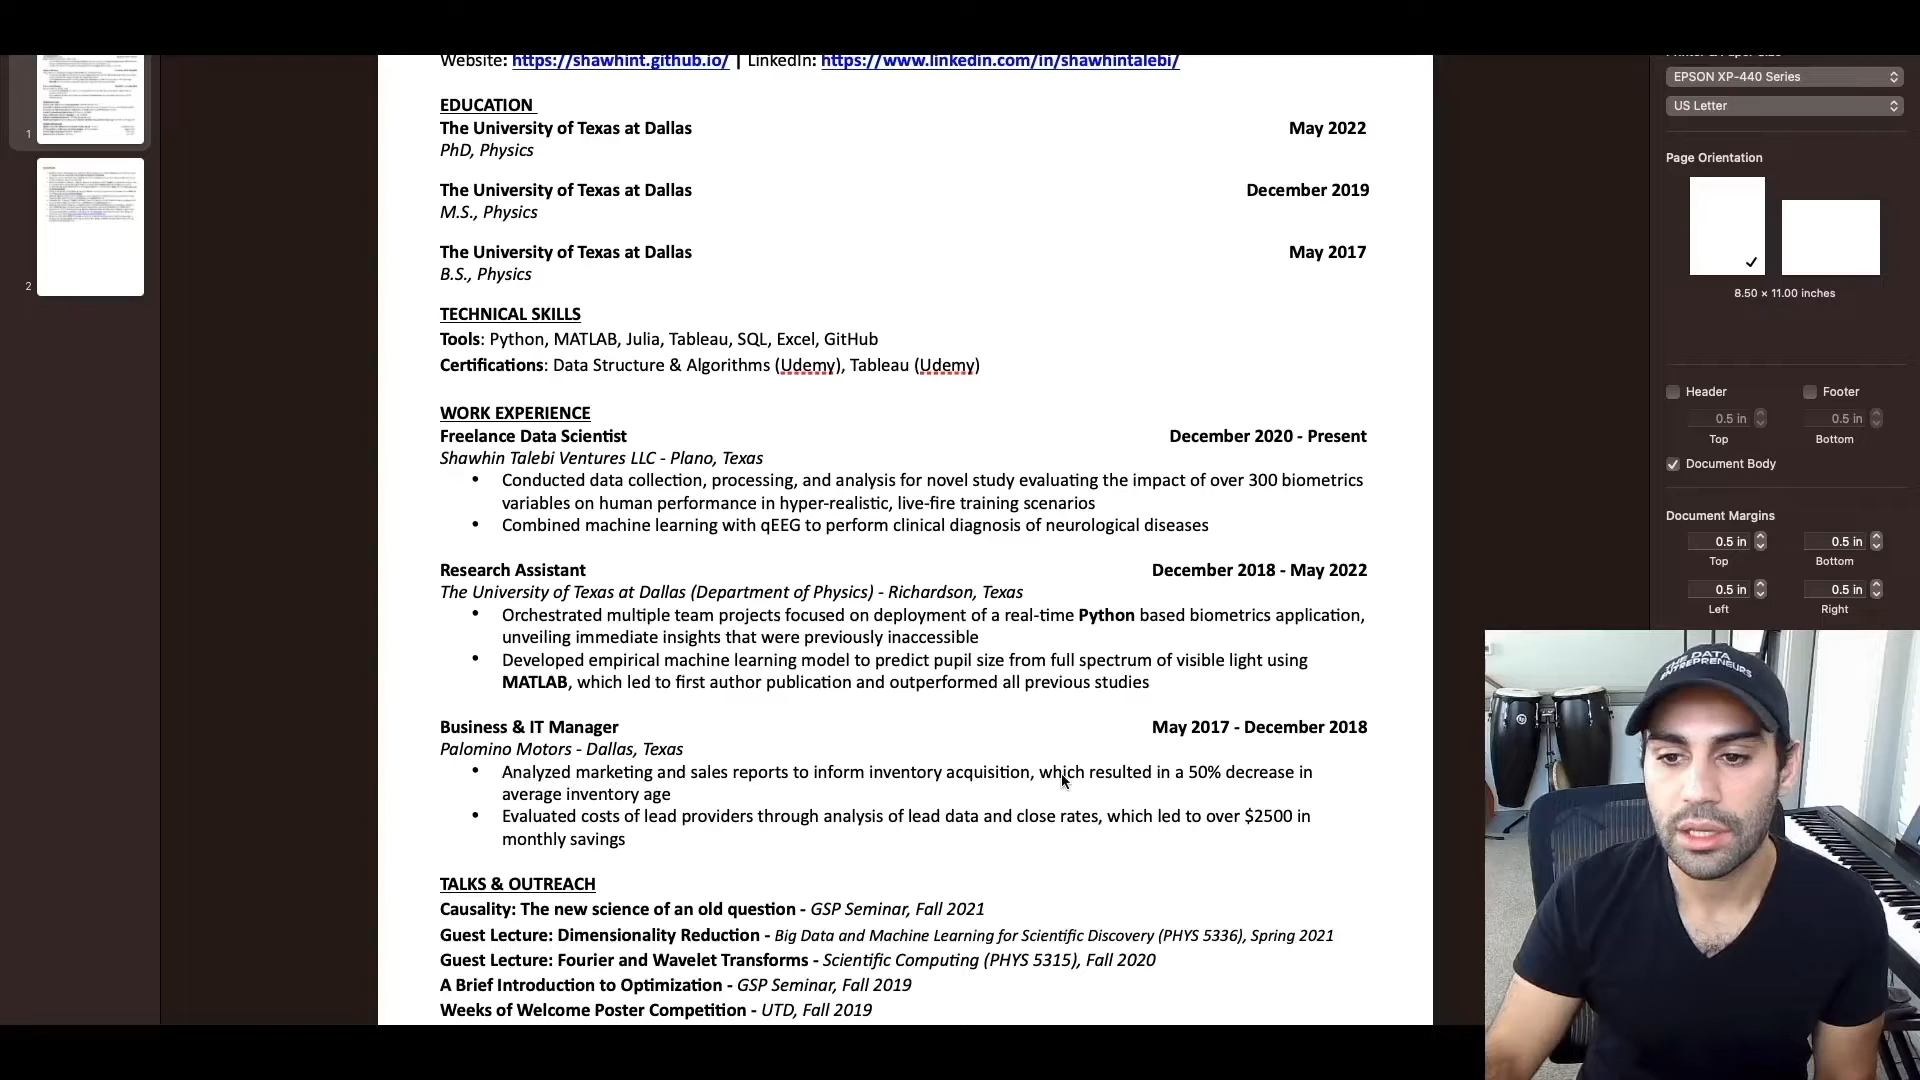 Website: https://shawhint.github.io/ | LinkedIn: https://www.linkedin.com/in/shawhintalebi/
EDUCATION
The University of Texas at Dallas May 2022
PhD, Physics
The University of Texas at Dallas December 2019
M.S., Physics
The University of Texas at Dallas May 2017
B.S., Physics
TECHNICAL SKILLS
Tools: Python, MATLAB, Julia, Tableau, SQL, Excel, GitHub
Certifications: Data Structure & Algorithms (Udemy), Tableau (Udemy)
WORK EXPERIENCE
Freelance Data Scientist December 2020 - Present
Shawhin Talebi Ventures LLC - Plano, Texas
• Conducted data collection, processing, and analysis for novel study evaluating the impact of over 300 biometrics
variables on human performance in hyper-realistic, live-fire training scenarios
• Combined machine learning with qEEG to perform clinical diagnosis of neurological diseases
Research Assistant December 2018 - May 2022
The University of Texas at Dallas (Department of Physics) - Richardson, Texas
• Orchestrated multiple team projects focused on deployment of a real-time Python based biometrics application,
unveiling immediate insights that were previously inaccessible
• Developed empirical machine learning model to predict pupil size from full spectrum of visible light using
MATLAB, which led to first author publication and outperformed all previous studies
Business & IT Manager May 2017 - December 2018
Palomino Motors - Dallas, Texas
• Analyzed marketing and sales reports to inform inventory acquisition, which resulted in a 50% decrease in
average inventory age
• Evaluated costs of lead providers through analysis of lead data and close rates, which led to over $2500 in
monthly savings
TALKS & OUTREACH
Causality: The new science of an old question - GSP Seminar, Fall 2021
Guest Lecture: Dimensionality Reduction - Big Data and Machine Learning for Scientific Discovery (PHYS 5336), Spring 2021
Guest Lecture: Fourier and Wavelet Transforms - Scientific Computing (PHYS 5315), Fall 2020
A Brief Introduction to Optimization - GSP Seminar, Fall 2019
Weeks of Welcome Poster Competition - UTD, Fall 2019
1
2
EPSON XP-440 Series
US Letter
Page Orientation
8.50 × 11.00 inches
Header Footer
0.5 in 0.5 in
Top Bottom
Document Body
Document Margins
0.5 in 0.5 in
Top Bottom
0.5 in 0.5 in
Left Right
THE DATA
ENTREPRENEURS